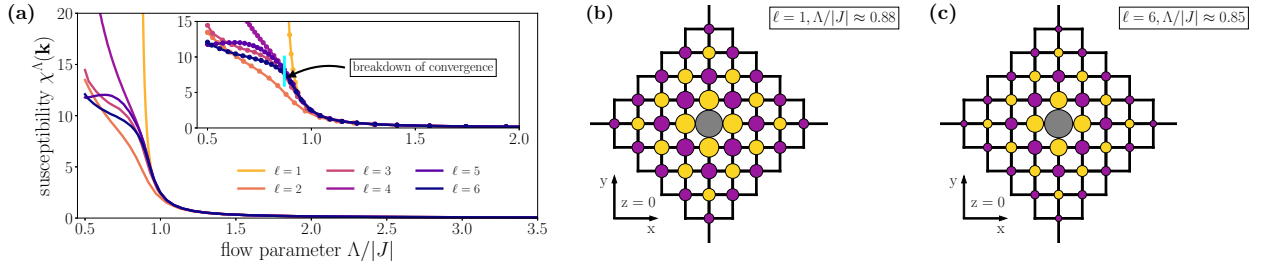 (a)
susceptibility χ^Λ(k)
20
15
10
5
0
0.5 1.0 1.5 2.0 2.5 3.0 3.5
flow parameter Λ/|J|
15
10
5
0
0.5 1.0 1.5 2.0
breakdown of convergence
ℓ = 1 ℓ = 3 ℓ = 5
ℓ = 2 ℓ = 4 ℓ = 6
(b)
ℓ = 1, Λ/|J| ≈ 0.88
y
z = 0
x
(c)
ℓ = 6, Λ/|J| ≈ 0.85
y
z = 0
x